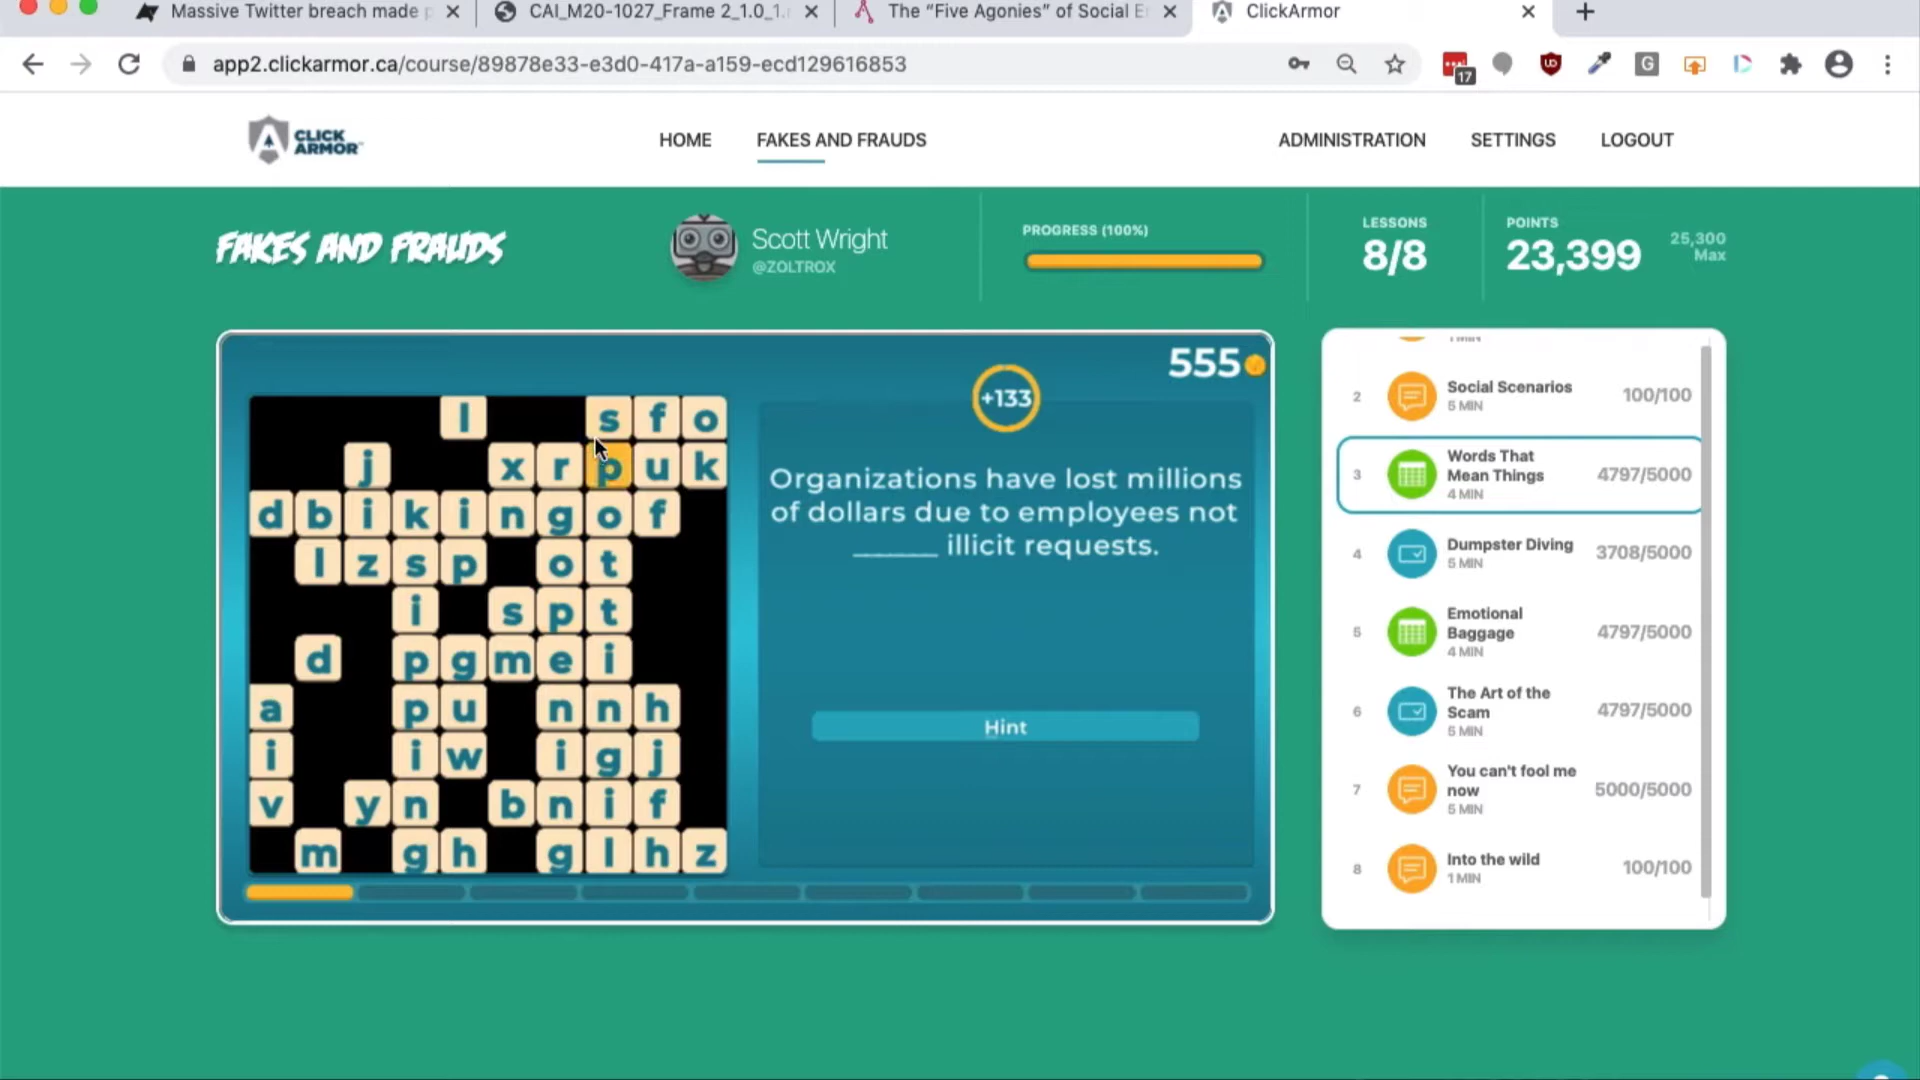 Massive Twitter breach made p
CAI_M20-1027_Frame 2_1.0_1.
The “Five Agonies” of Social E
ClickArmor
app2.clickarmor.ca/course/89878e33-e3d0-417a-a159-ecd129616853
17
UD
G
CLICK
ARMOR
HOME
FAKES AND FRAUDS
ADMINISTRATION
SETTINGS
LOGOUT
FAKES AND FRAUDS
Scott Wright
@ZOLTROX
PROGRESS (100%)
LESSONS
8/8
POINTS
23,399
25,300
Max
555
+133
l s f o
j x r p u k
d b i k i n g o f
l z s p o t
i s p t
d p g m e i
a p u n n h
i i w i g j
v y n b n i f
m g h g l h z
Organizations have lost millions
of dollars due to employees not
______ illicit requests.
Hint
1 MIN
2
Social Scenarios
5 MIN
100/100
3
Words That
Mean Things
4 MIN
4797/5000
4
Dumpster Diving
5 MIN
3708/5000
5
Emotional
Baggage
4 MIN
4797/5000
6
The Art of the
Scam
5 MIN
4797/5000
7
You can't fool me
now
5 MIN
5000/5000
8
Into the wild
1 MIN
100/100